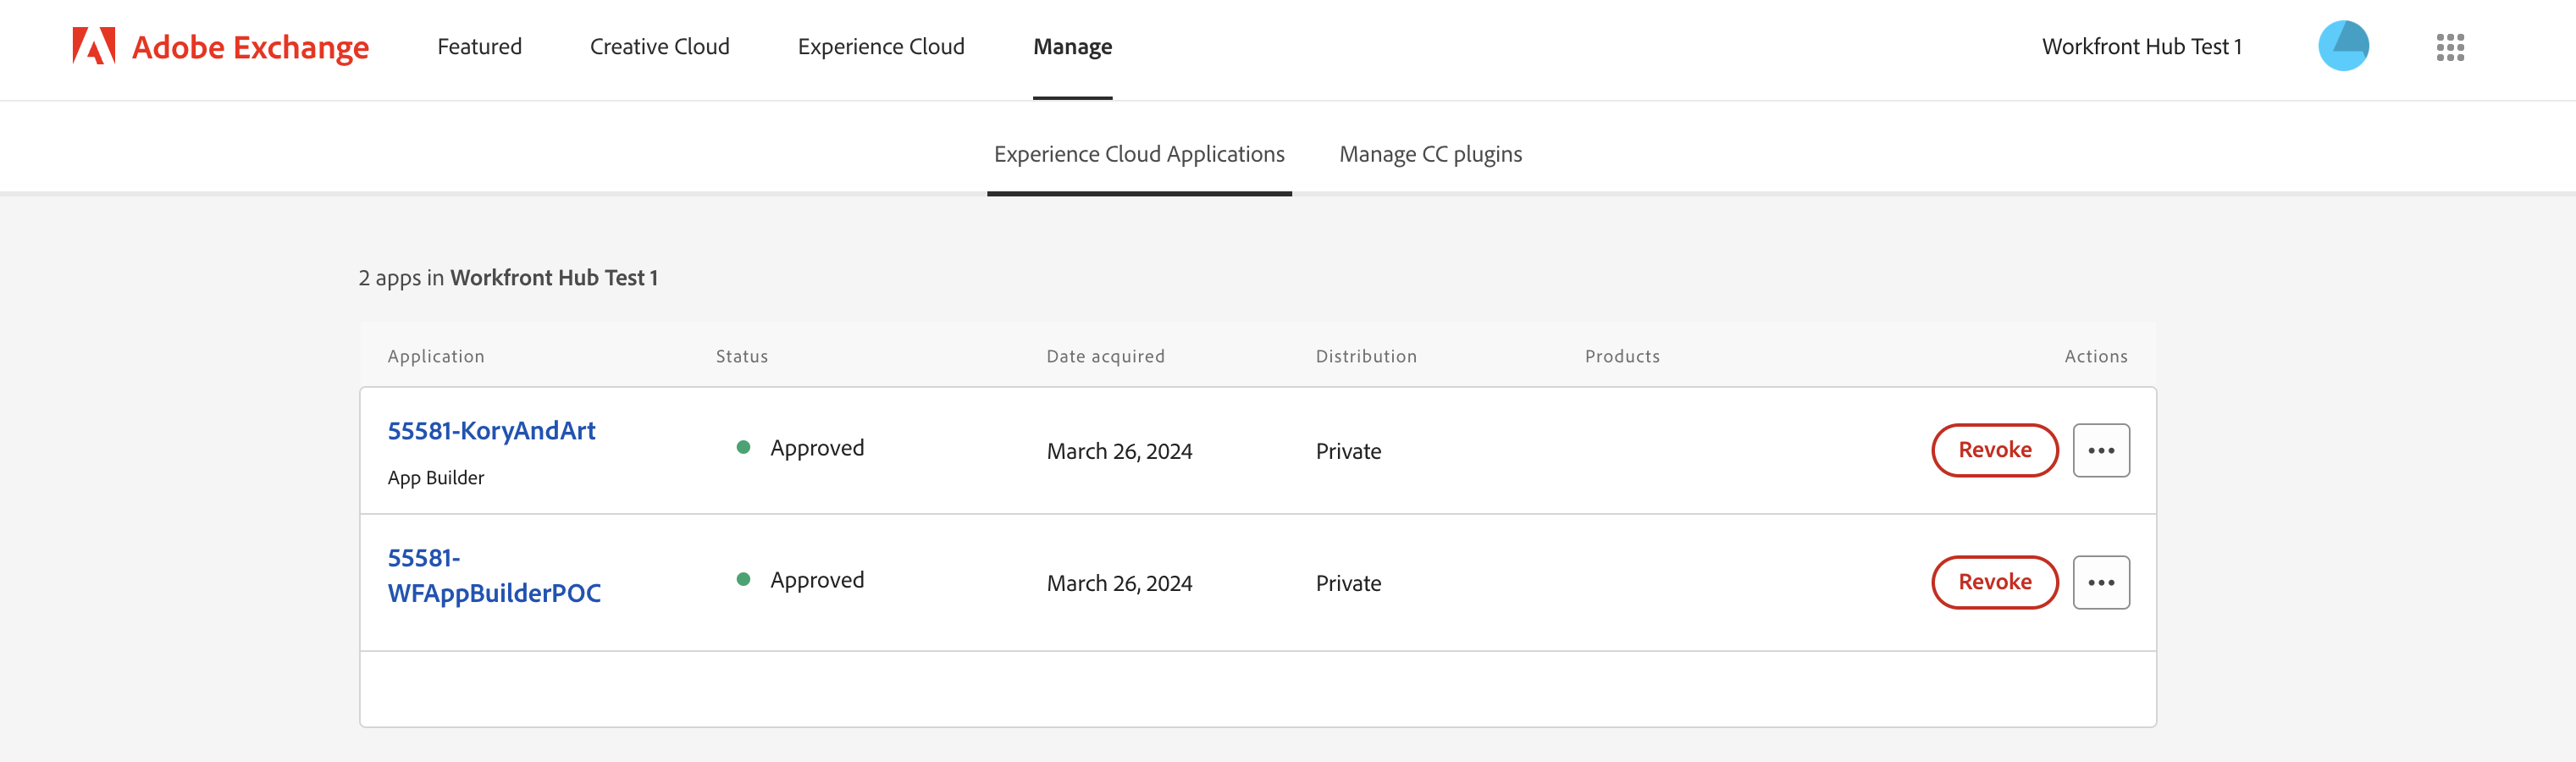 Adobe Exchange Featured Creative Cloud Experience Cloud Manage Workfront Hub Test 1
Experience Cloud Applications Manage CC plugins
2 apps in Workfront Hub Test 1
Application Status Date acquired Distribution Products Actions
55581-KoryAndArt
App Builder
Approved March 26, 2024 Private Revoke
55581-
WFAppBuilderPOC
Approved March 26, 2024 Private Revoke